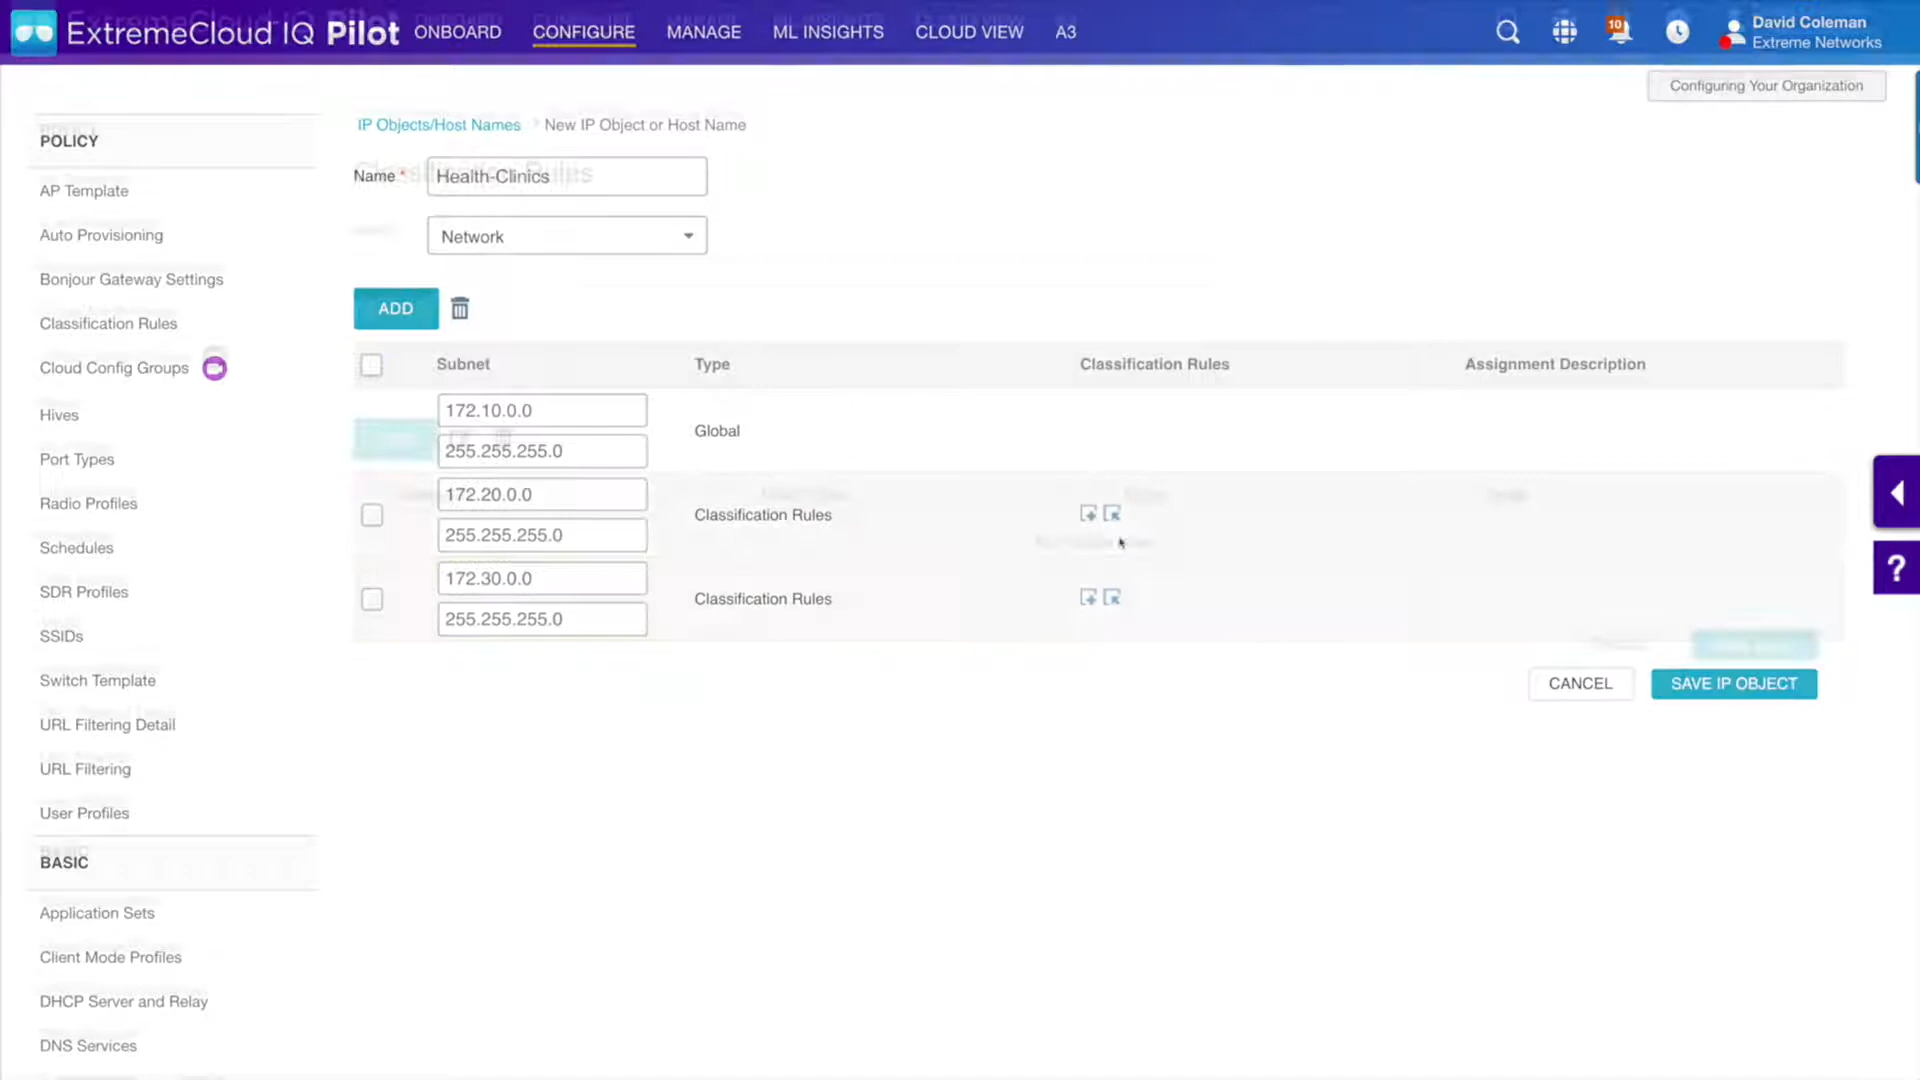 ExtremeCloud IQ Pilot ONBOARD CONFIGURE MANAGE ML INSIGHTS CLOUD VIEW A3
10
David Coleman
Extreme Networks
Configuring Your Organization
POLICY
AP Template
Auto Provisioning
Bonjour Gateway Settings
Classification Rules
Cloud Config Groups
Hives
Port Types
Radio Profiles
Schedules
SDR Profiles
SSIDs
Switch Template
URL Filtering Detail
URL Filtering
User Profiles
BASIC
Application Sets
Client Mode Profiles
DHCP Server and Relay
DNS Services
IP Objects/Host Names > New IP Object or Host Name
Classification Rules
Name * Health-Clinics
Network
ADD
Subnet Type Classification Rules Assignment Description
172.10.0.0
255.255.255.0
Global
172.20.0.0
255.255.255.0
Classification Rules
172.30.0.0
255.255.255.0
Classification Rules
CANCEL SAVE IP OBJECT
?